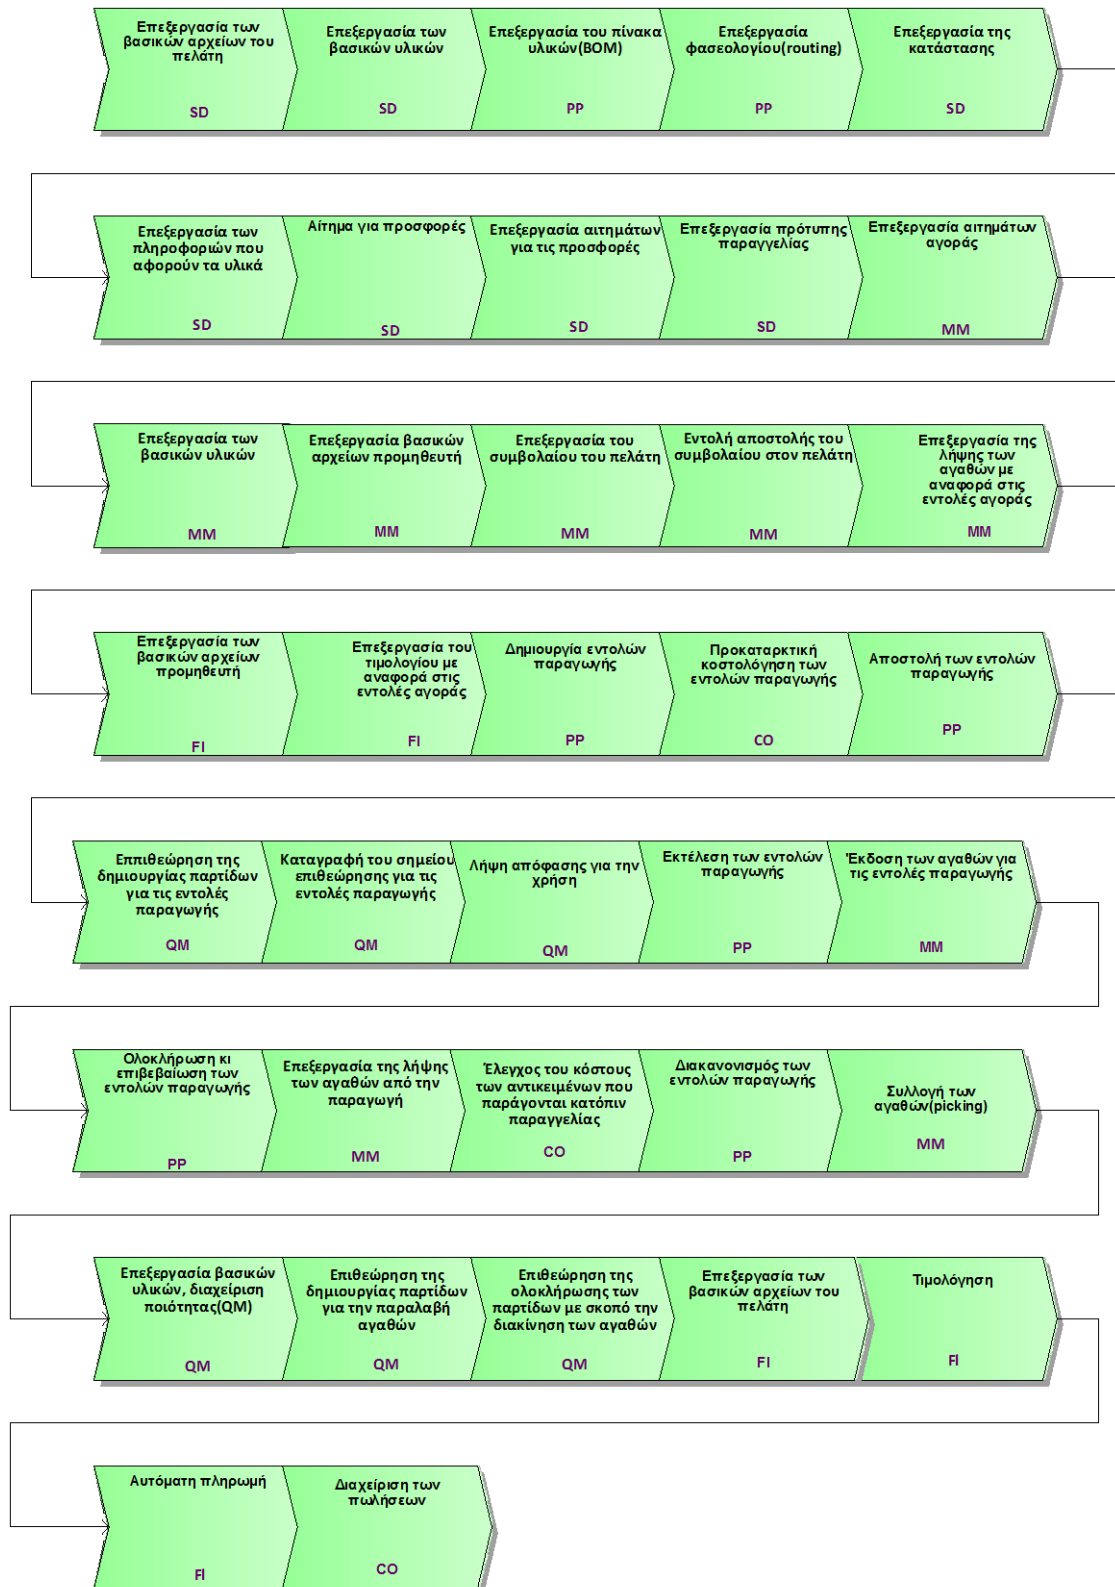 Επεξεργασία των
βασικών αρχείων του
πελάτη
SD
Επεξεργασία των
βασικών υλικών
SD
Επεξεργασία του πίνακα
υλικών(BOM)
PP
Επεξεργασία
φασεολογίου(routing)
PP
Επεξεργασία της
κατάστασης
SD
Επεξεργασία των
πληροφοριών που
αφορούν τα υλικά
SD
Αίτημα για προσφορές
SD
Επεξεργασία αιτημάτων
για τις προσφορές
SD
Επεξεργασία πρότυπης
παραγγελίας
SD
Επεξεργασία αιτημάτων
αγοράς
MM
Επεξεργασία των
βασικών υλικών
MM
Επεξεργασία βασικών
αρχείων προμηθευτή
MM
Επεξεργασία του
συμβολαίου του πελάτη
MM
Εντολή αποστολής του
συμβολαίου στον πελάτη
MM
Επεξεργασία της
λήψης των
αγαθών με
αναφορά στις
εντολές αγοράς
MM
Επεξεργασία των
βασικών αρχείων
προμηθευτή
FI
Επεξεργασία του
τιμολογίου με
αναφορά στις
εντολές αγοράς
FI
Δημιουργία εντολών
παραγωγής
PP
Προκαταρκτική
κοστολόγηση των
εντολών παραγωγής
CO
Αποστολή των εντολών
παραγωγής
PP
Εππιθεώρηση της
δημιουργίας παρτίδων
για τις εντολές
παραγωγής
QM
Καταγραφή του σημείου
επιθεώρησης για τις
εντολές παραγωγής
QM
Λήψη απόφασης για την
χρήση
QM
Εκτέλεση των εντολών
παραγωγής
PP
Έκδοση των αγαθών για
τις εντολές παραγωγής
MM
Ολοκλήρωση κι
επιβεβαίωση των
εντολών παραγωγής
PP
Επεξεργασία της λήψης
των αγαθών από την
παραγωγή
MM
Έλεγχος του κόστους
των αντικειμένων που
παράγονται κατόπιν
παραγγελίας
CO
Διακανονισμός των
εντολών παραγωγής
PP
Συλλογή των
αγαθών(picking)
MM
Επεξεργασία βασικών
υλικών, διαχείριση
ποιότητας(QM)
QM
Επιθεώρηση της
δημιουργίας παρτίδων
για την παραλαβή
αγαθών
QM
Επιθεώρηση της
ολοκλήρωσης των
παρτίδων με σκοπό την
διακίνηση των αγαθών
QM
Επεξεργασία των
βασικών αρχείων του
πελάτη
FI
Τιμολόγηση
FI
Αυτόματη πληρωμή
FI
Διαχείριση των
πωλήσεων
CO